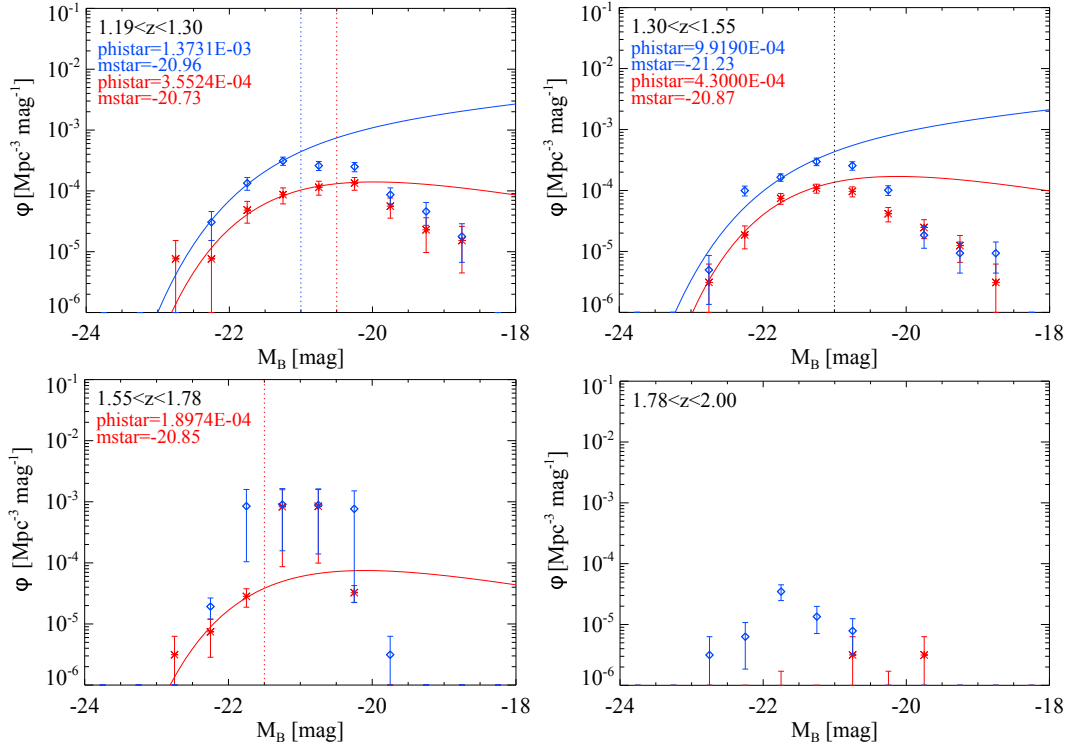 1.19<z<1.30
phistar=1.3731E-03
mstar=-20.96
phistar=3.5524E-04
mstar=-20.73
10⁻¹
10⁻²
10⁻³
10⁻⁴
10⁻⁵
10⁻⁶
φ [Mpc⁻³ mag⁻¹]
-24 -22 -20 -18
M_B [mag]
1.30<z<1.55
phistar=9.9190E-04
mstar=-21.23
phistar=4.3000E-04
mstar=-20.87
10⁻¹
10⁻²
10⁻³
10⁻⁴
10⁻⁵
10⁻⁶
φ [Mpc⁻³ mag⁻¹]
-24 -22 -20 -18
M_B [mag]
1.55<z<1.78
phistar=1.8974E-04
mstar=-20.85
10⁻¹
10⁻²
10⁻³
10⁻⁴
10⁻⁵
10⁻⁶
φ [Mpc⁻³ mag⁻¹]
-24 -22 -20 -18
M_B [mag]
1.78<z<2.00
10⁻¹
10⁻²
10⁻³
10⁻⁴
10⁻⁵
10⁻⁶
φ [Mpc⁻³ mag⁻¹]
-24 -22 -20 -18
M_B [mag]